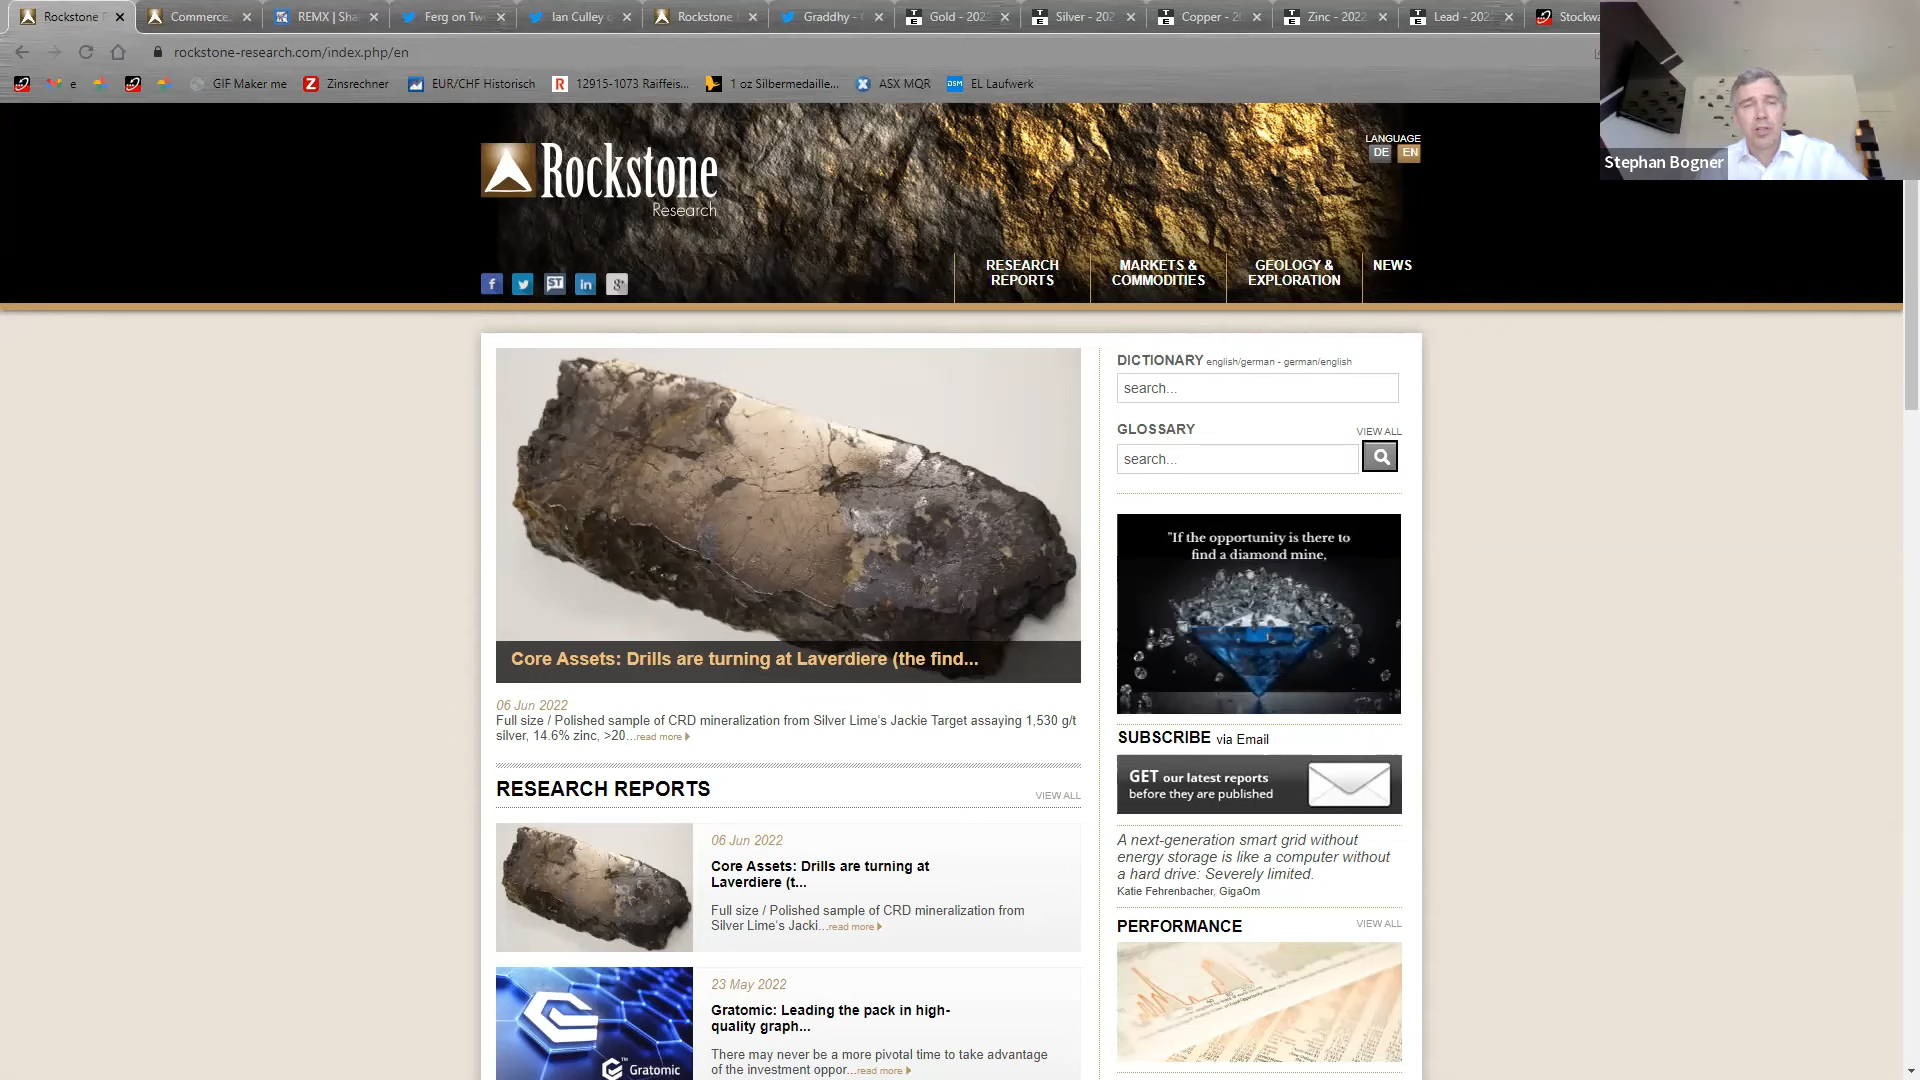 Rockstone F
Commerce.
REMX | Sha
Ferg on Tw
Ian Culley o
Rockstone
Graddhy -
Gold - 202
Silver - 202
Copper - 2
Zinc - 2022
Lead - 202
Stockwa
rockstone-research.com/index.php/en
e
GIF Maker me
Zinsrechner
EUR/CHF Historisch
12915-1073 Raiffeis...
1 oz Silbermedaille...
ASX MQR
EL Laufwerk
Stephan Bogner
Rockstone
Research
LANGUAGE
DE EN
RESEARCH
REPORTS
MARKETS &
COMMODITIES
GEOLOGY &
EXPLORATION
NEWS
Core Assets: Drills are turning at Laverdiere (the find...
06 Jun 2022
Full size / Polished sample of CRD mineralization from Silver Lime's Jackie Target assaying 1,530 g/t
silver, 14.6% zinc, >20...read more
RESEARCH REPORTS
VIEW ALL
06 Jun 2022
Core Assets: Drills are turning at
Laverdiere (t...
Full size / Polished sample of CRD mineralization from
Silver Lime's Jacki...read more
23 May 2022
Gratomic: Leading the pack in high-
quality graph...
There may never be a more pivotal time to take advantage
of the investment oppor...read more
Gratomic
DICTIONARY english/german - german/english
search...
GLOSSARY
VIEW ALL
search...
"If the opportunity is there to
find a diamond mine,
SUBSCRIBE via Email
GET our latest reports
before they are published
A next-generation smart grid without
energy storage is like a computer without
a hard drive: Severely limited.
Katie Fehrenbacher, GigaOm
PERFORMANCE
VIEW ALL